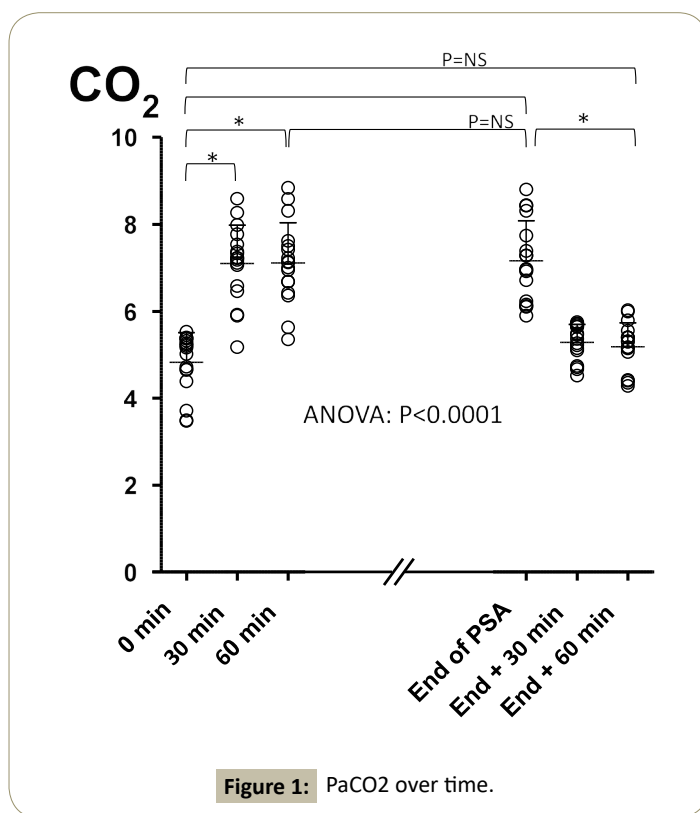 P=NS
CO2
P=NS *
*
*
10
8
6
4
2
0
ANOVA: P<0.0001
0 min
30 min
60 min
End of PSA
End + 30 min
End + 60 min
Figure 1: PaCO2 over time.